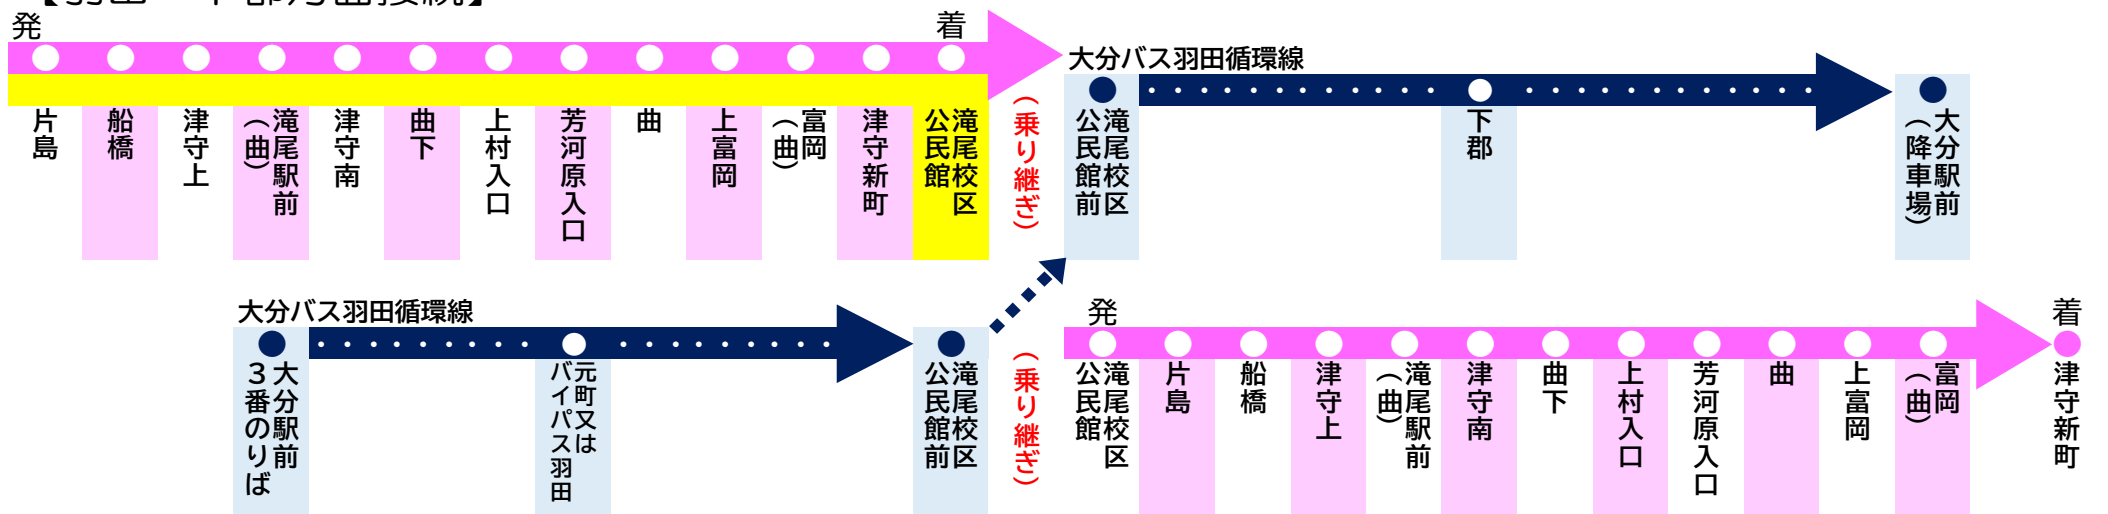 発
着
片島
船橋
津守上
滝尾駅前
（曲）
津守南
曲下
上村入口
芳河原入口
曲
上富岡
富岡
（曲）
津守新町
滝尾校区
公民館
（乗り継ぎ）
大分バス羽田循環線
滝尾校区
公民館前
下郡
大分駅前
（降車場）
大分バス羽田循環線
大分駅前
３番のりば
元町又は
バイパス羽田
滝尾校区
公民館前
（乗り継ぎ）
発
着
滝尾校区
公民館
片島
船橋
津守上
滝尾駅前
（曲）
津守南
曲下
上村入口
芳河原入口
曲
上富岡
富岡
（曲）
津守新町